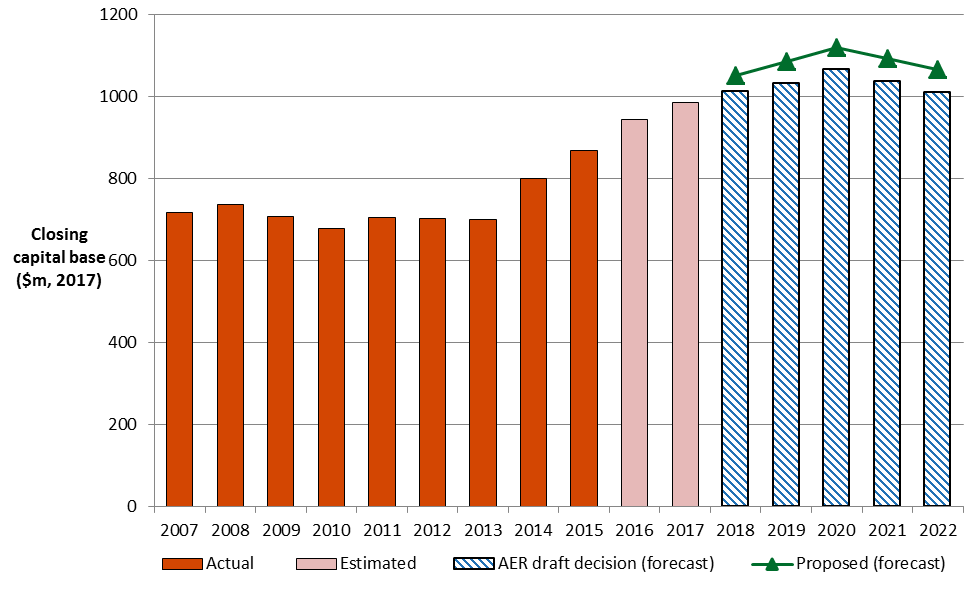 1200
1000
800
600
400
200
0
Closing
capital base
($m, 2017)
2007 2008 2009 2010 2011 2012 2013 2014 2015 2016 2017 2018 2019 2020 2021 2022
Actual Estimated AER draft decision (forecast) Proposed (forecast)